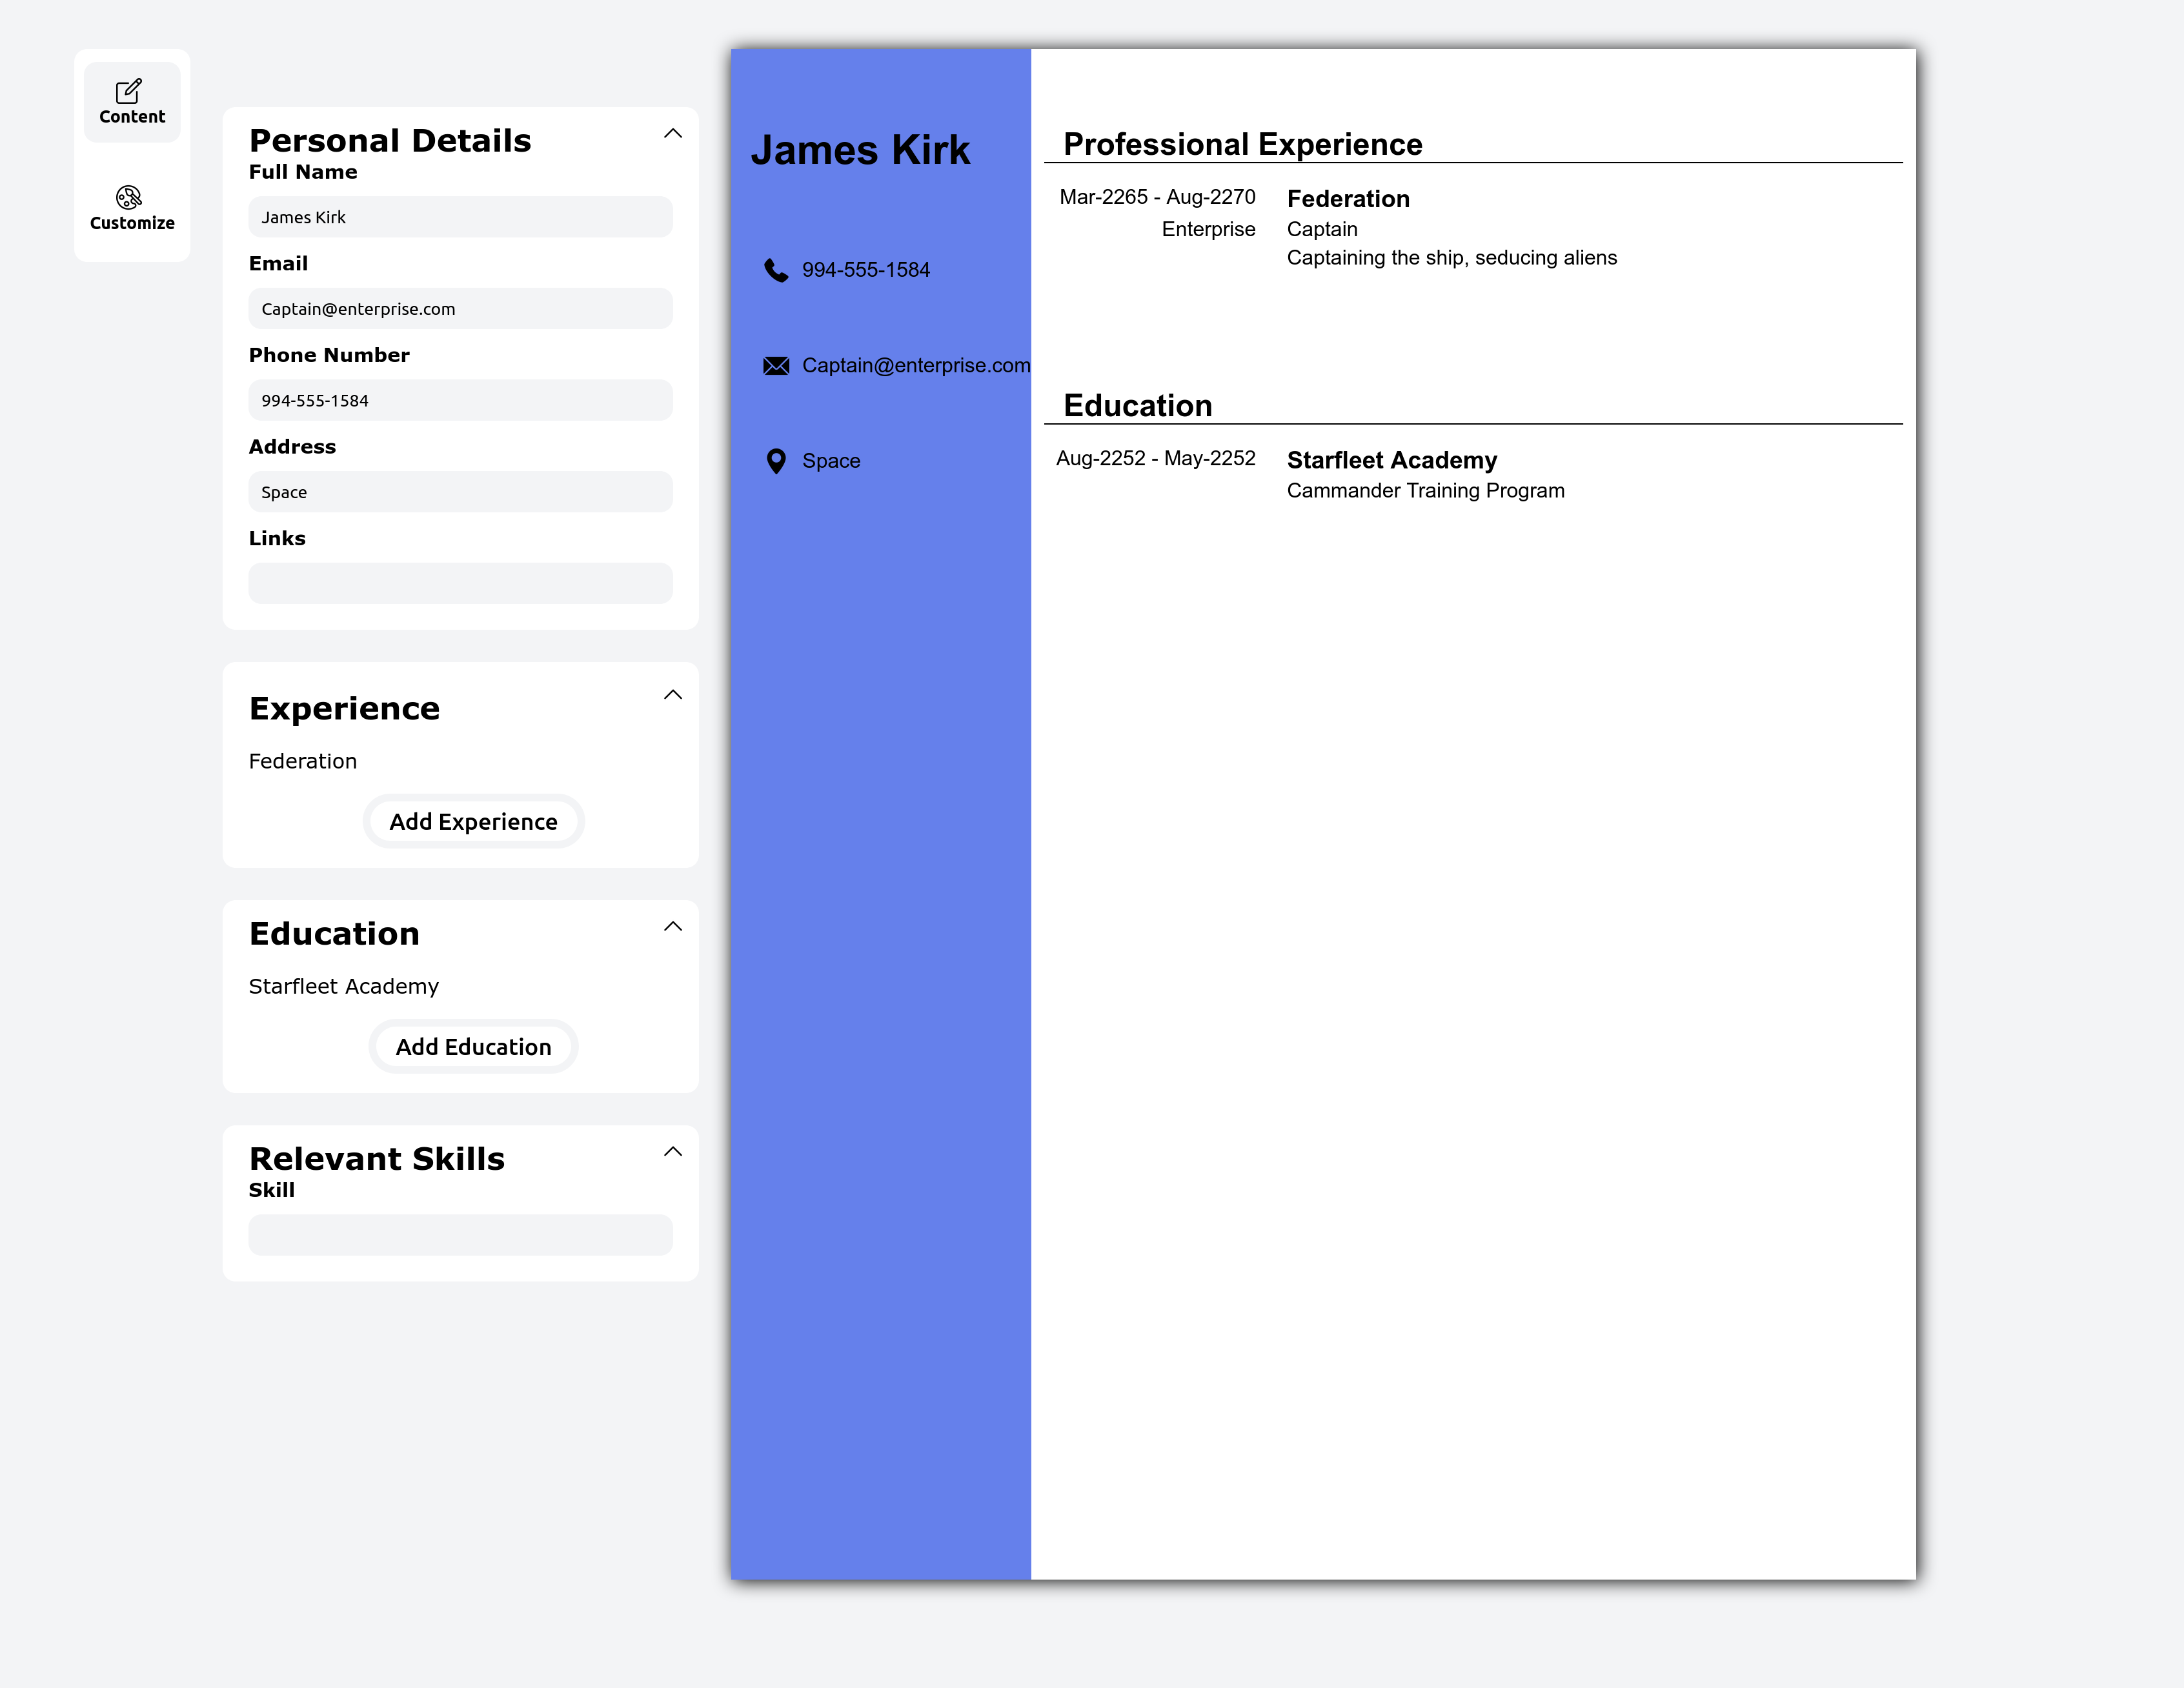 Content
Customize
Personal Details
Full Name
James Kirk
Email
Captain@enterprise.com
Phone Number
994-555-1584
Address
Space
Links
Experience
Federation
Add Experience
Education
Starfleet Academy
Add Education
Relevant Skills
Skill
James Kirk
994-555-1584
Captain@enterprise.com
Space
Professional Experience
Mar-2265 - Aug-2270
Enterprise
Federation
Captain
Captaining the ship, seducing aliens
Education
Aug-2252 - May-2252
Starfleet Academy
Cammander Training Program